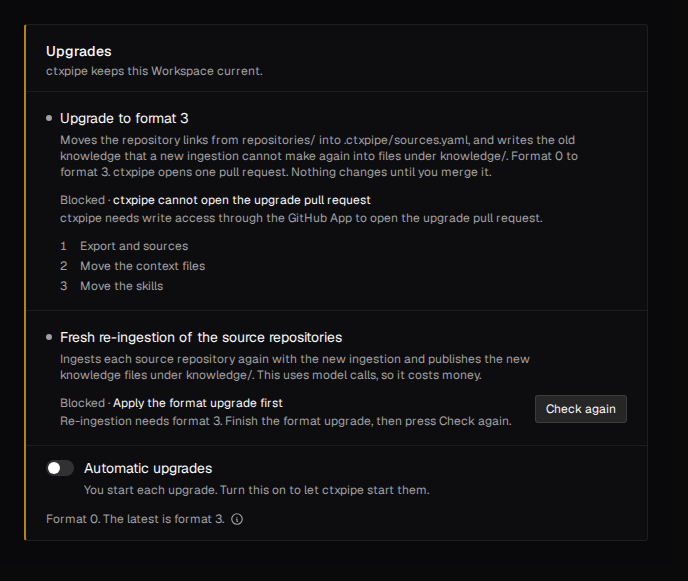 Upgrades
ctxpipe keeps this Workspace current.
Upgrade to format 3
Moves the repository links from repositories/ into .ctxpipe/sources.yaml, and writes the old
knowledge that a new ingestion cannot make again into files under knowledge/. Format 0 to
format 3. ctxpipe opens one pull request. Nothing changes until you merge it.
Blocked · ctxpipe cannot open the upgrade pull request
ctxpipe needs write access through the GitHub App to open the upgrade pull request.
1 Export and sources
2 Move the context files
3 Move the skills
Fresh re-ingestion of the source repositories
Ingests each source repository again with the new ingestion and publishes the new
knowledge files under knowledge/. This uses model calls, so it costs money.
Blocked · Apply the format upgrade first
Re-ingestion needs format 3. Finish the format upgrade, then press Check again.
Check again
Automatic upgrades
You start each upgrade. Turn this on to let ctxpipe start them.
Format 0. The latest is format 3.